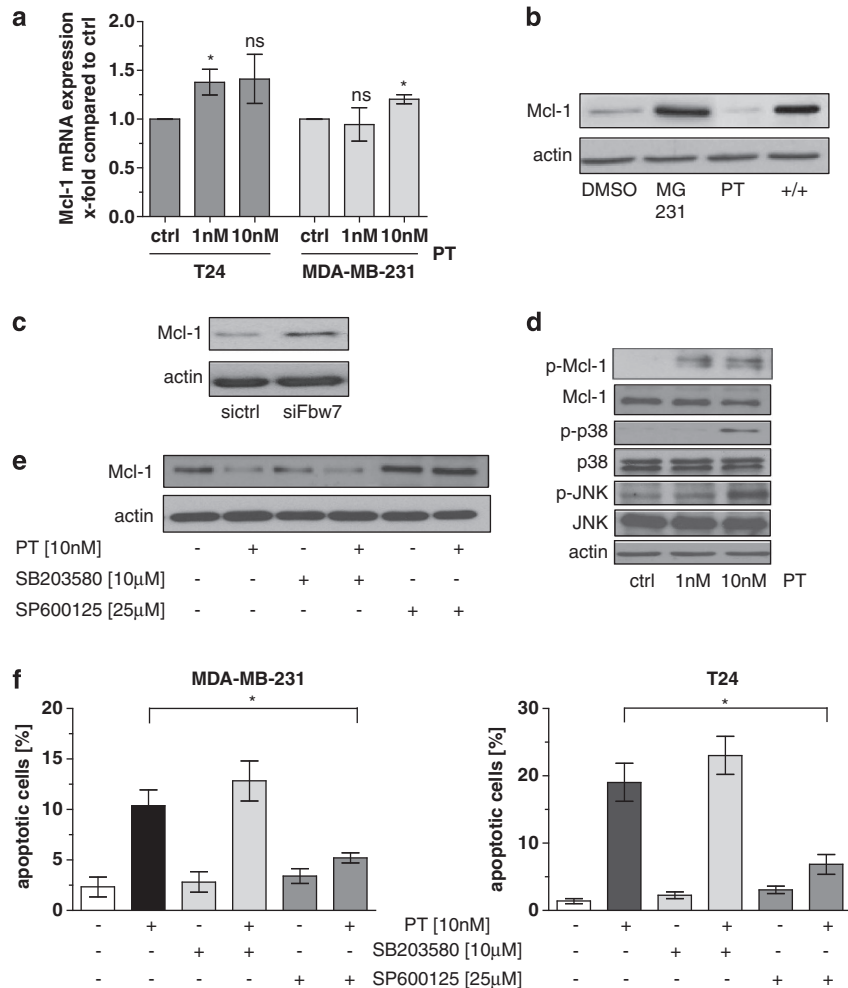 a
Mcl-1 mRNA expression
x-fold compared to ctrl
2.0
1.5
1.0
0.5
0.0
*
ns
ns
*
ctrl 1nM 10nM ctrl 1nM 10nM PT
T24 MDA-MB-231
b
Mcl-1
actin
DMSO MG 231 PT +/+
c
Mcl-1
actin
sictrl siFbw7
d
p-Mcl-1
Mcl-1
p-p38
p38
p-JNK
JNK
actin
ctrl 1nM 10nM PT
e
Mcl-1
actin
PT [10nM] - + - + - +
SB203580 [10µM] - - + + - -
SP600125 [25µM] - - - - + +
f
MDA-MB-231
apoptotic cells [%]
20
15
10
5
0
*
T24
apoptotic cells [%]
30
20
10
0
*
- + - + - + PT [10nM] - + - + - +
- - + + - - SB203580 [10µM] - - + + - -
- - - - + + SP600125 [25µM] - - - - + +